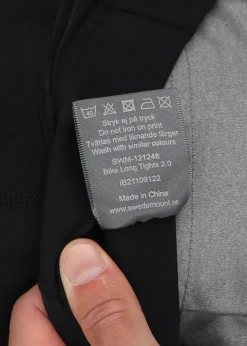 40
Stryk ej på tryck
Do not iron on print
Tvättas med liknande färger
Wash with similar colours
SWM-121248
Bike Long Tights 2.0
IB21109122
Made in China
www.swedemount.se